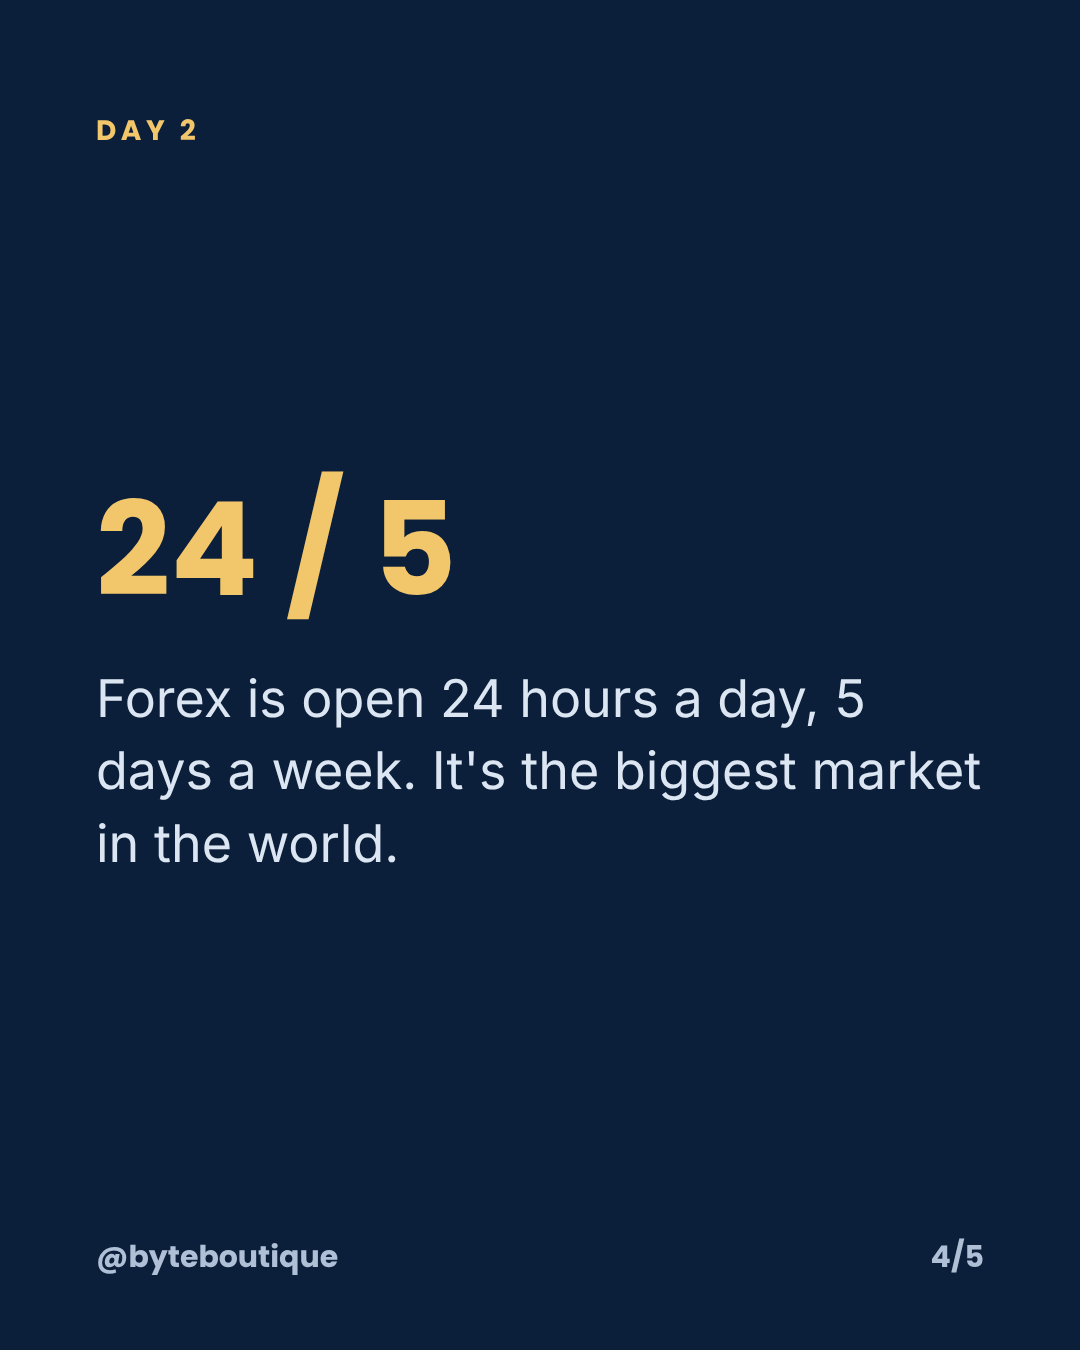 DAY 2
24 / 5
Forex is open 24 hours a day, 5
days a week. It's the biggest market
in the world.
@byteboutique
4/5